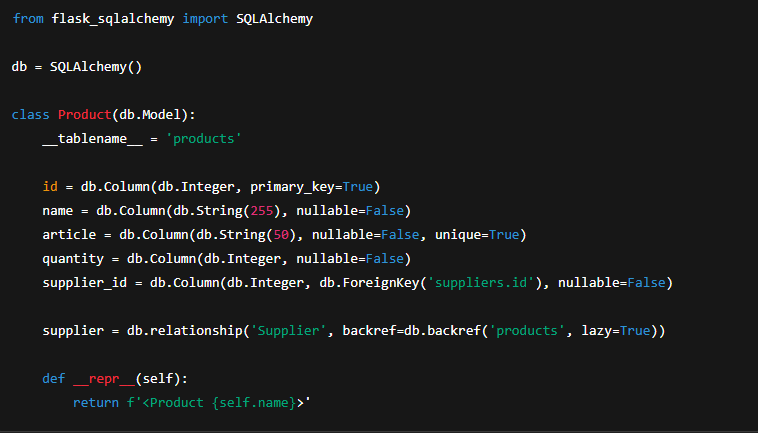 from flask_sqlalchemy import SQLAlchemy
db = SQLAlchemy()
class Product(db.Model):
    __tablename__ = 'products'
    id = db.Column(db.Integer, primary_key=True)
    name = db.Column(db.String(255), nullable=False)
    article = db.Column(db.String(50), nullable=False, unique=True)
    quantity = db.Column(db.Integer, nullable=False)
    supplier_id = db.Column(db.Integer, db.ForeignKey('suppliers.id'), nullable=False)
    supplier = db.relationship('Supplier', backref=db.backref('products', lazy=True))
    def __repr__(self):
        return f'<Product {self.name}>'